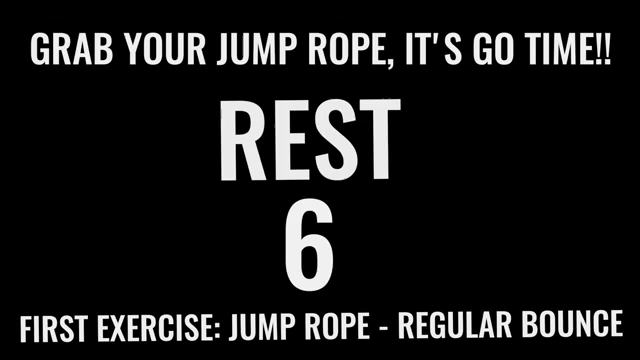 GRAB YOUR JUMP ROPE, IT'S GO TIME!!
REST
6
FIRST EXERCISE: JUMP ROPE - REGULAR BOUNCE